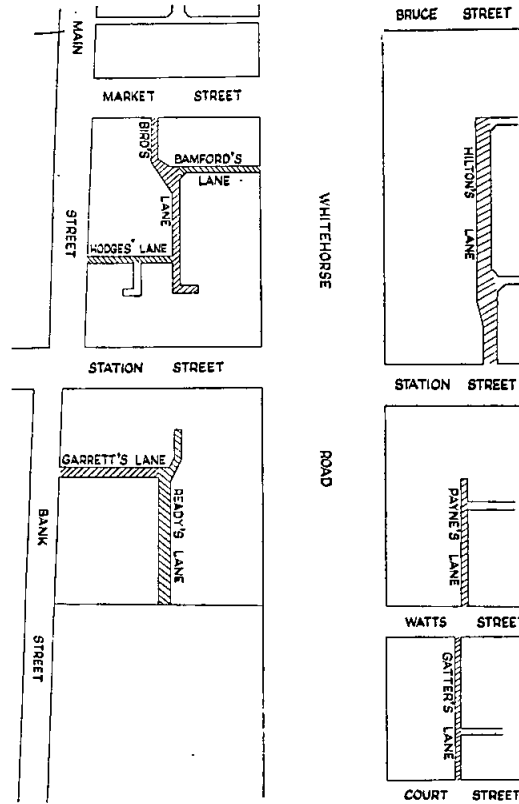 MAIN
STREET
BRUCE STREET
MARKET STREET
BIRD'S
LANE
BAMFORD'S
LANE
HODGES' LANE
WHITEHORSE
ROAD
HILTON'S
LANE
STATION STREET
STATION STREET
GARRETT'S LANE
READY'S LANE
BANK
STREET
PAYNE'S
LANE
WATTS STREET
GATTER'S
LANE
COURT STREET